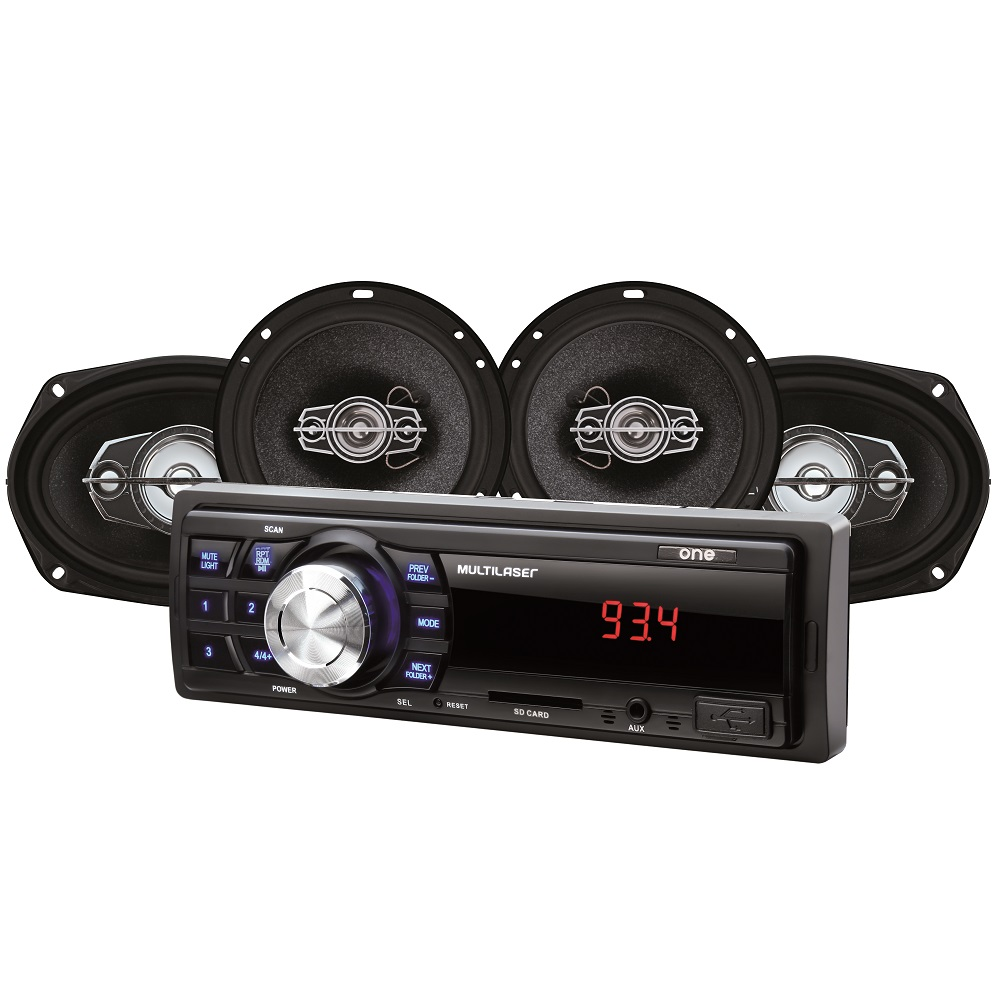 SCAN
MUTE
LIGHT
RPT
RDM
PREV
FOLDER -
1
2
MODE
3
4/4+
NEXT
FOLDER +
POWER
SEL
RESET
MULTILASER
one
93.4
SD CARD
AUX